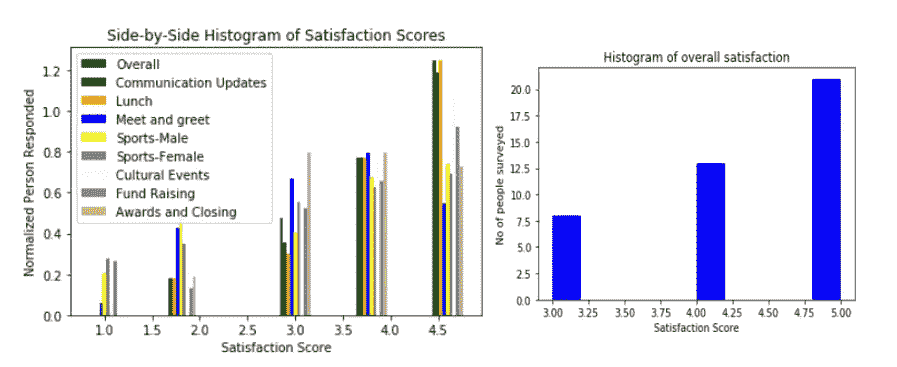 Side-by-Side Histogram of Satisfaction Scores
Normalized Person Responded
1.2
1.0
0.8
0.6
0.4
0.2
0.0
Overall
Communication Updates
Lunch
Meet and greet
Sports-Male
Sports-Female
Cultural Events
Fund Raising
Awards and Closing
1.0 1.5 2.0 2.5 3.0 3.5 4.0 4.5
Satisfaction Score
Histogram of overall satisfaction
No of people surveyed
20.0
17.5
15.0
12.5
10.0
7.5
5.0
2.5
0.0
3.00 3.25 3.50 3.75 4.00 4.25 4.50 4.75 5.00
Satisfaction Score